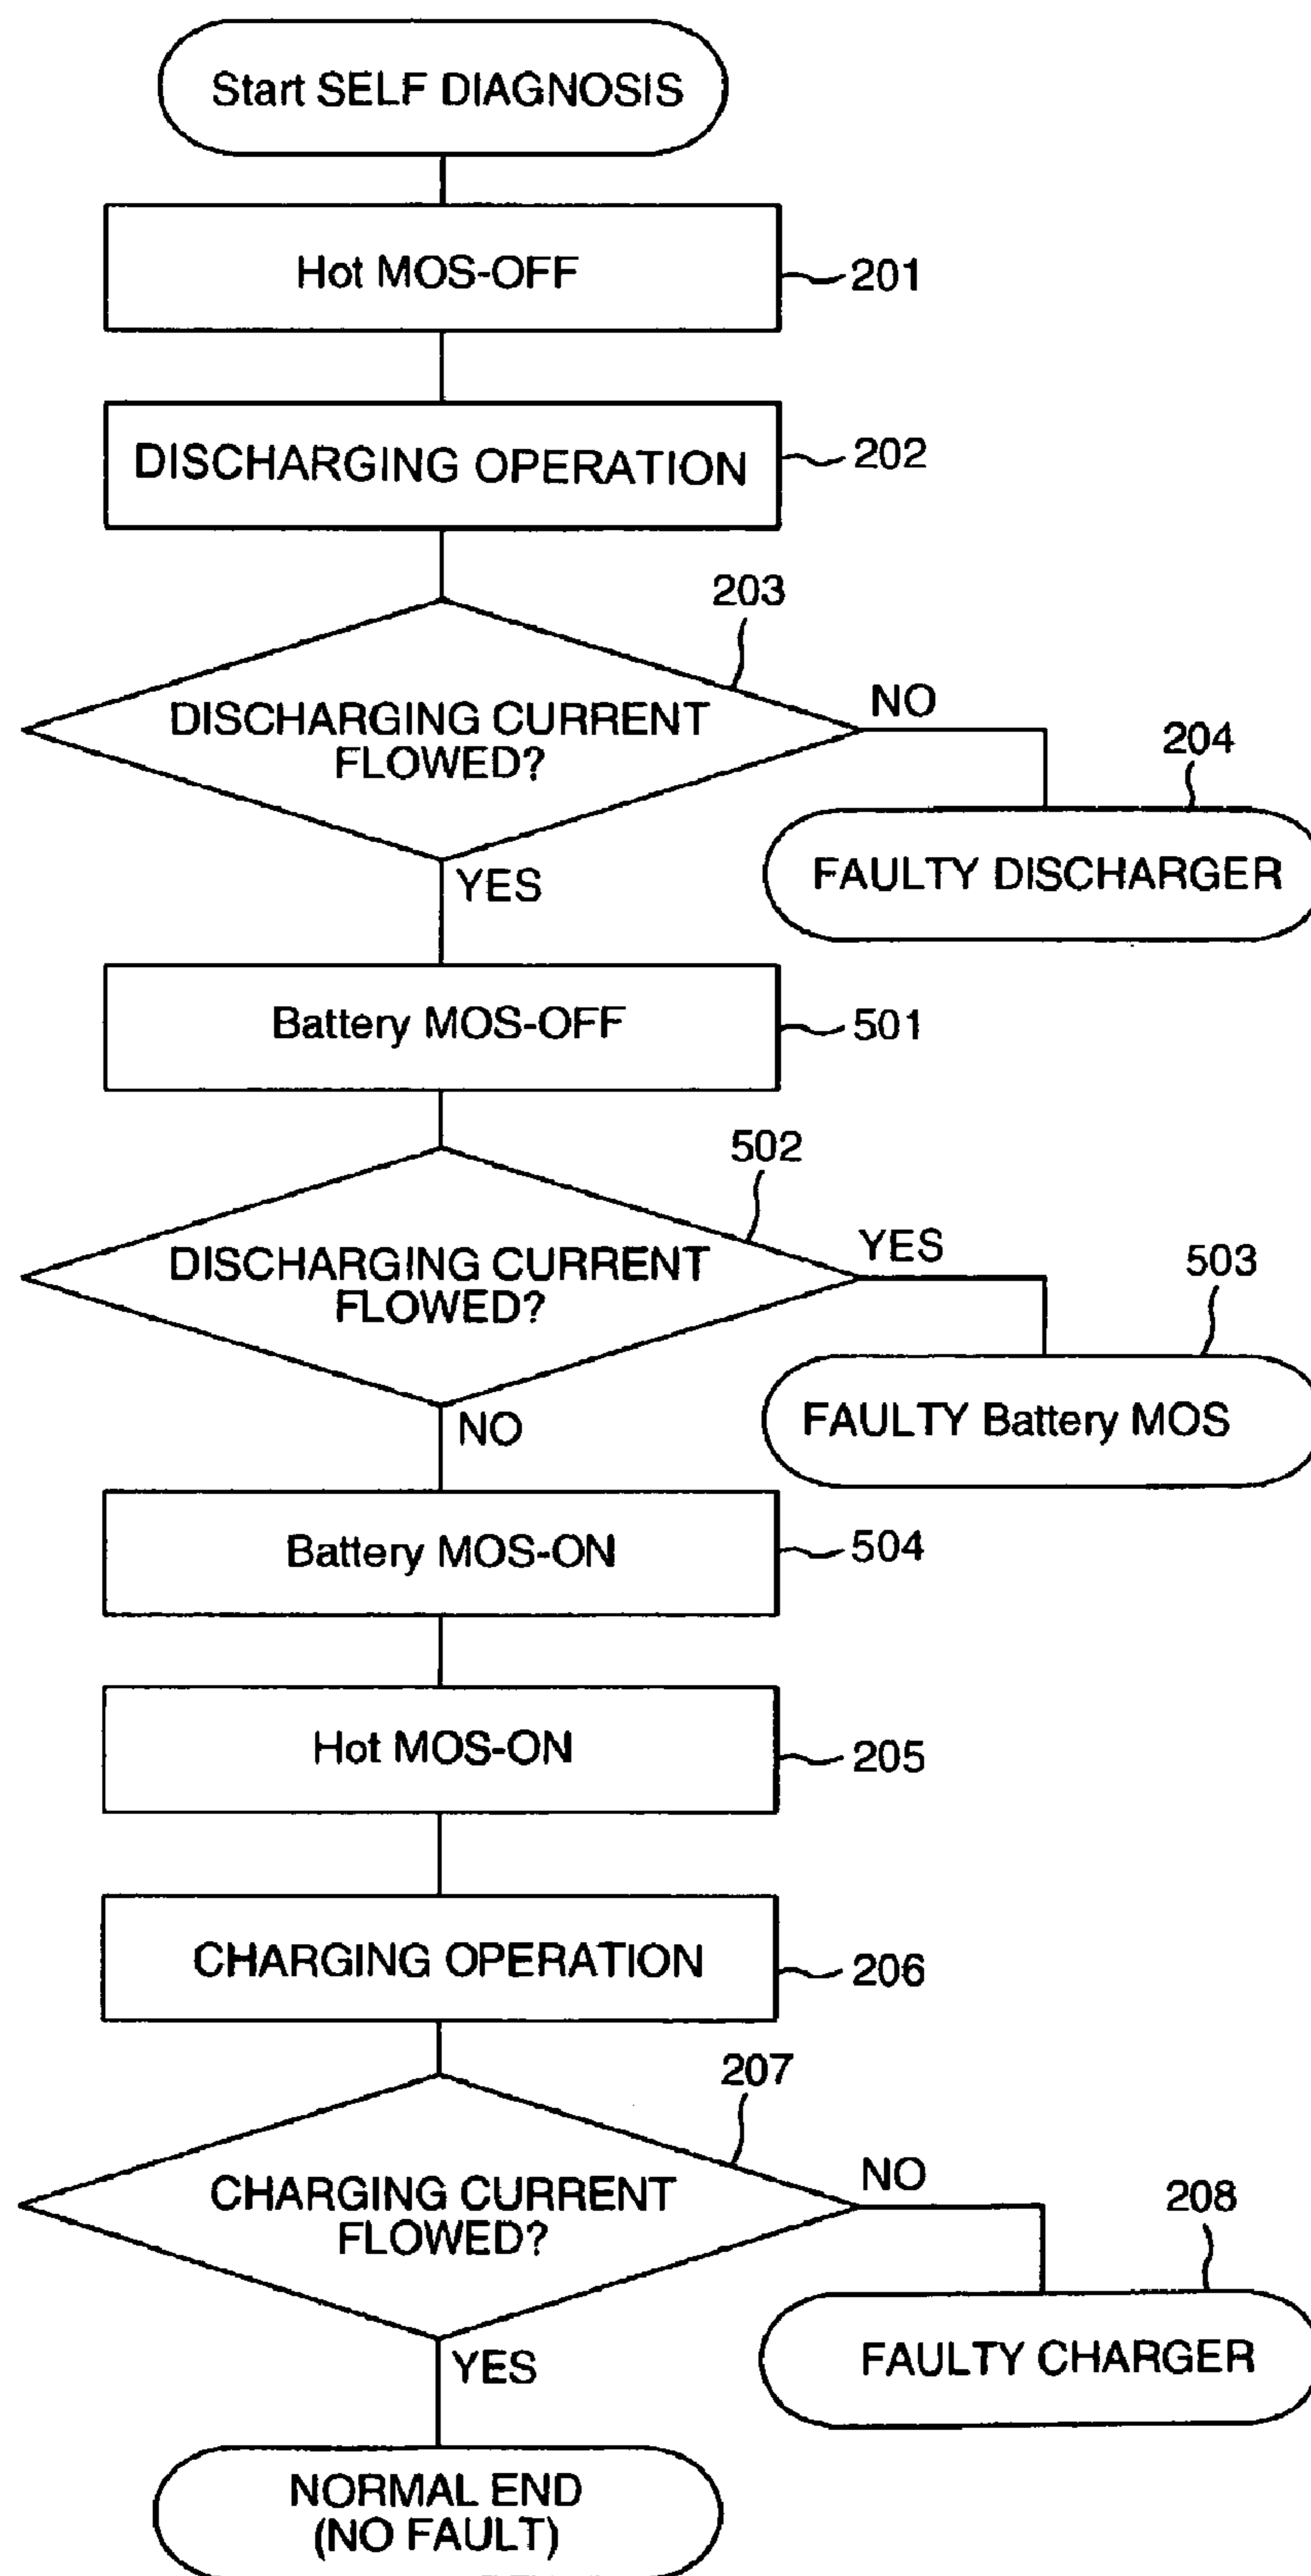 Start SELF DIAGNOSIS
Hot MOS-OFF
201
DISCHARGING OPERATION
202
203
DISCHARGING CURRENT
FLOWED?
NO
204
FAULTY DISCHARGER
YES
Battery MOS-OFF
501
502
DISCHARGING CURRENT
FLOWED?
YES
503
FAULTY Battery MOS
NO
Battery MOS-ON
504
Hot MOS-ON
205
CHARGING OPERATION
206
207
CHARGING CURRENT
FLOWED?
NO
208
FAULTY CHARGER
YES
NORMAL END
(NO FAULT)